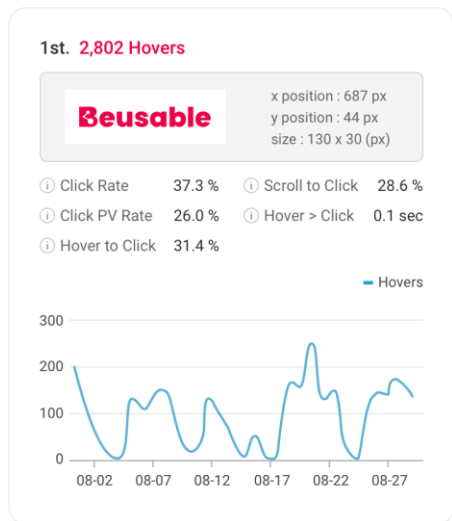 1st. 2,802 Hovers
Beusable
x position : 687 px
y position : 44 px
size : 130 x 30 (px)
Click Rate 37.3 %
Scroll to Click 28.6 %
Click PV Rate 26.0 %
Hover > Click 0.1 sec
Hover to Click 31.4 %
Hovers
300
200
100
0
08-02 08-07 08-12 08-17 08-22 08-27